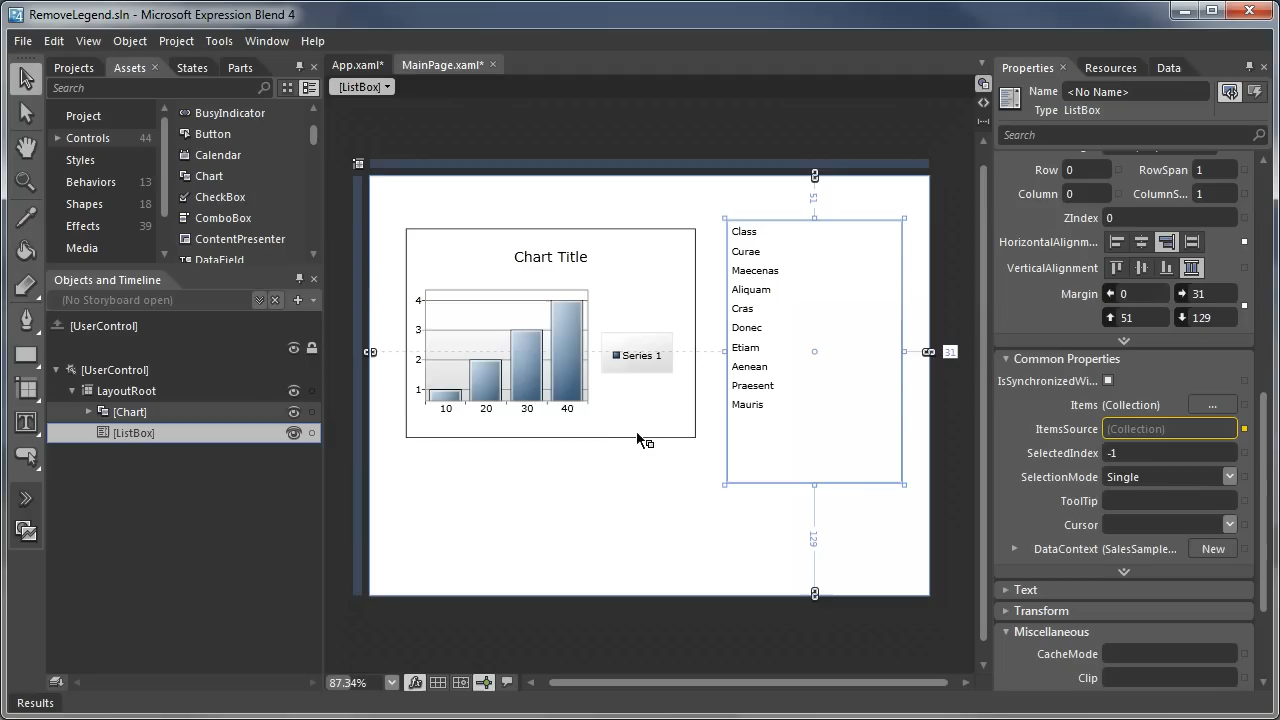 RemoveLegend.sln - Microsoft Expression Blend 4
File Edit View Object Project Tools Window Help
Projects Assets States Parts
Search
Project
Controls 44
Styles
Behaviors 13
Shapes 18
Effects 39
Media
BusyIndicator
Button
Calendar
Chart
CheckBox
ComboBox
ContentPresenter
DataField
Objects and Timeline
(No Storyboard open)
[UserControl]
[UserControl]
LayoutRoot
[Chart]
[ListBox]
App.xaml* MainPage.xaml*
[ListBox]
51
Chart Title
4
3
2
1
10 20 30 40
Series 1
Class
Curae
Maecenas
Aliquam
Cras
Donec
Etiam
Aenean
Praesent
Mauris
31
129
87.34%
Properties Resources Data
Name <No Name>
Type ListBox
Search
Row 0 RowSpan 1
Column 0 ColumnS... 1
ZIndex 0
HorizontalAlignm...
VerticalAlignment
Margin 0 31
51 129
Common Properties
IsSynchronizedWi...
Items (Collection) ...
ItemsSource (Collection)
SelectedIndex -1
SelectionMode Single
ToolTip
Cursor
DataContext (SalesSample... New
Text
Transform
Miscellaneous
CacheMode
Clip
Results